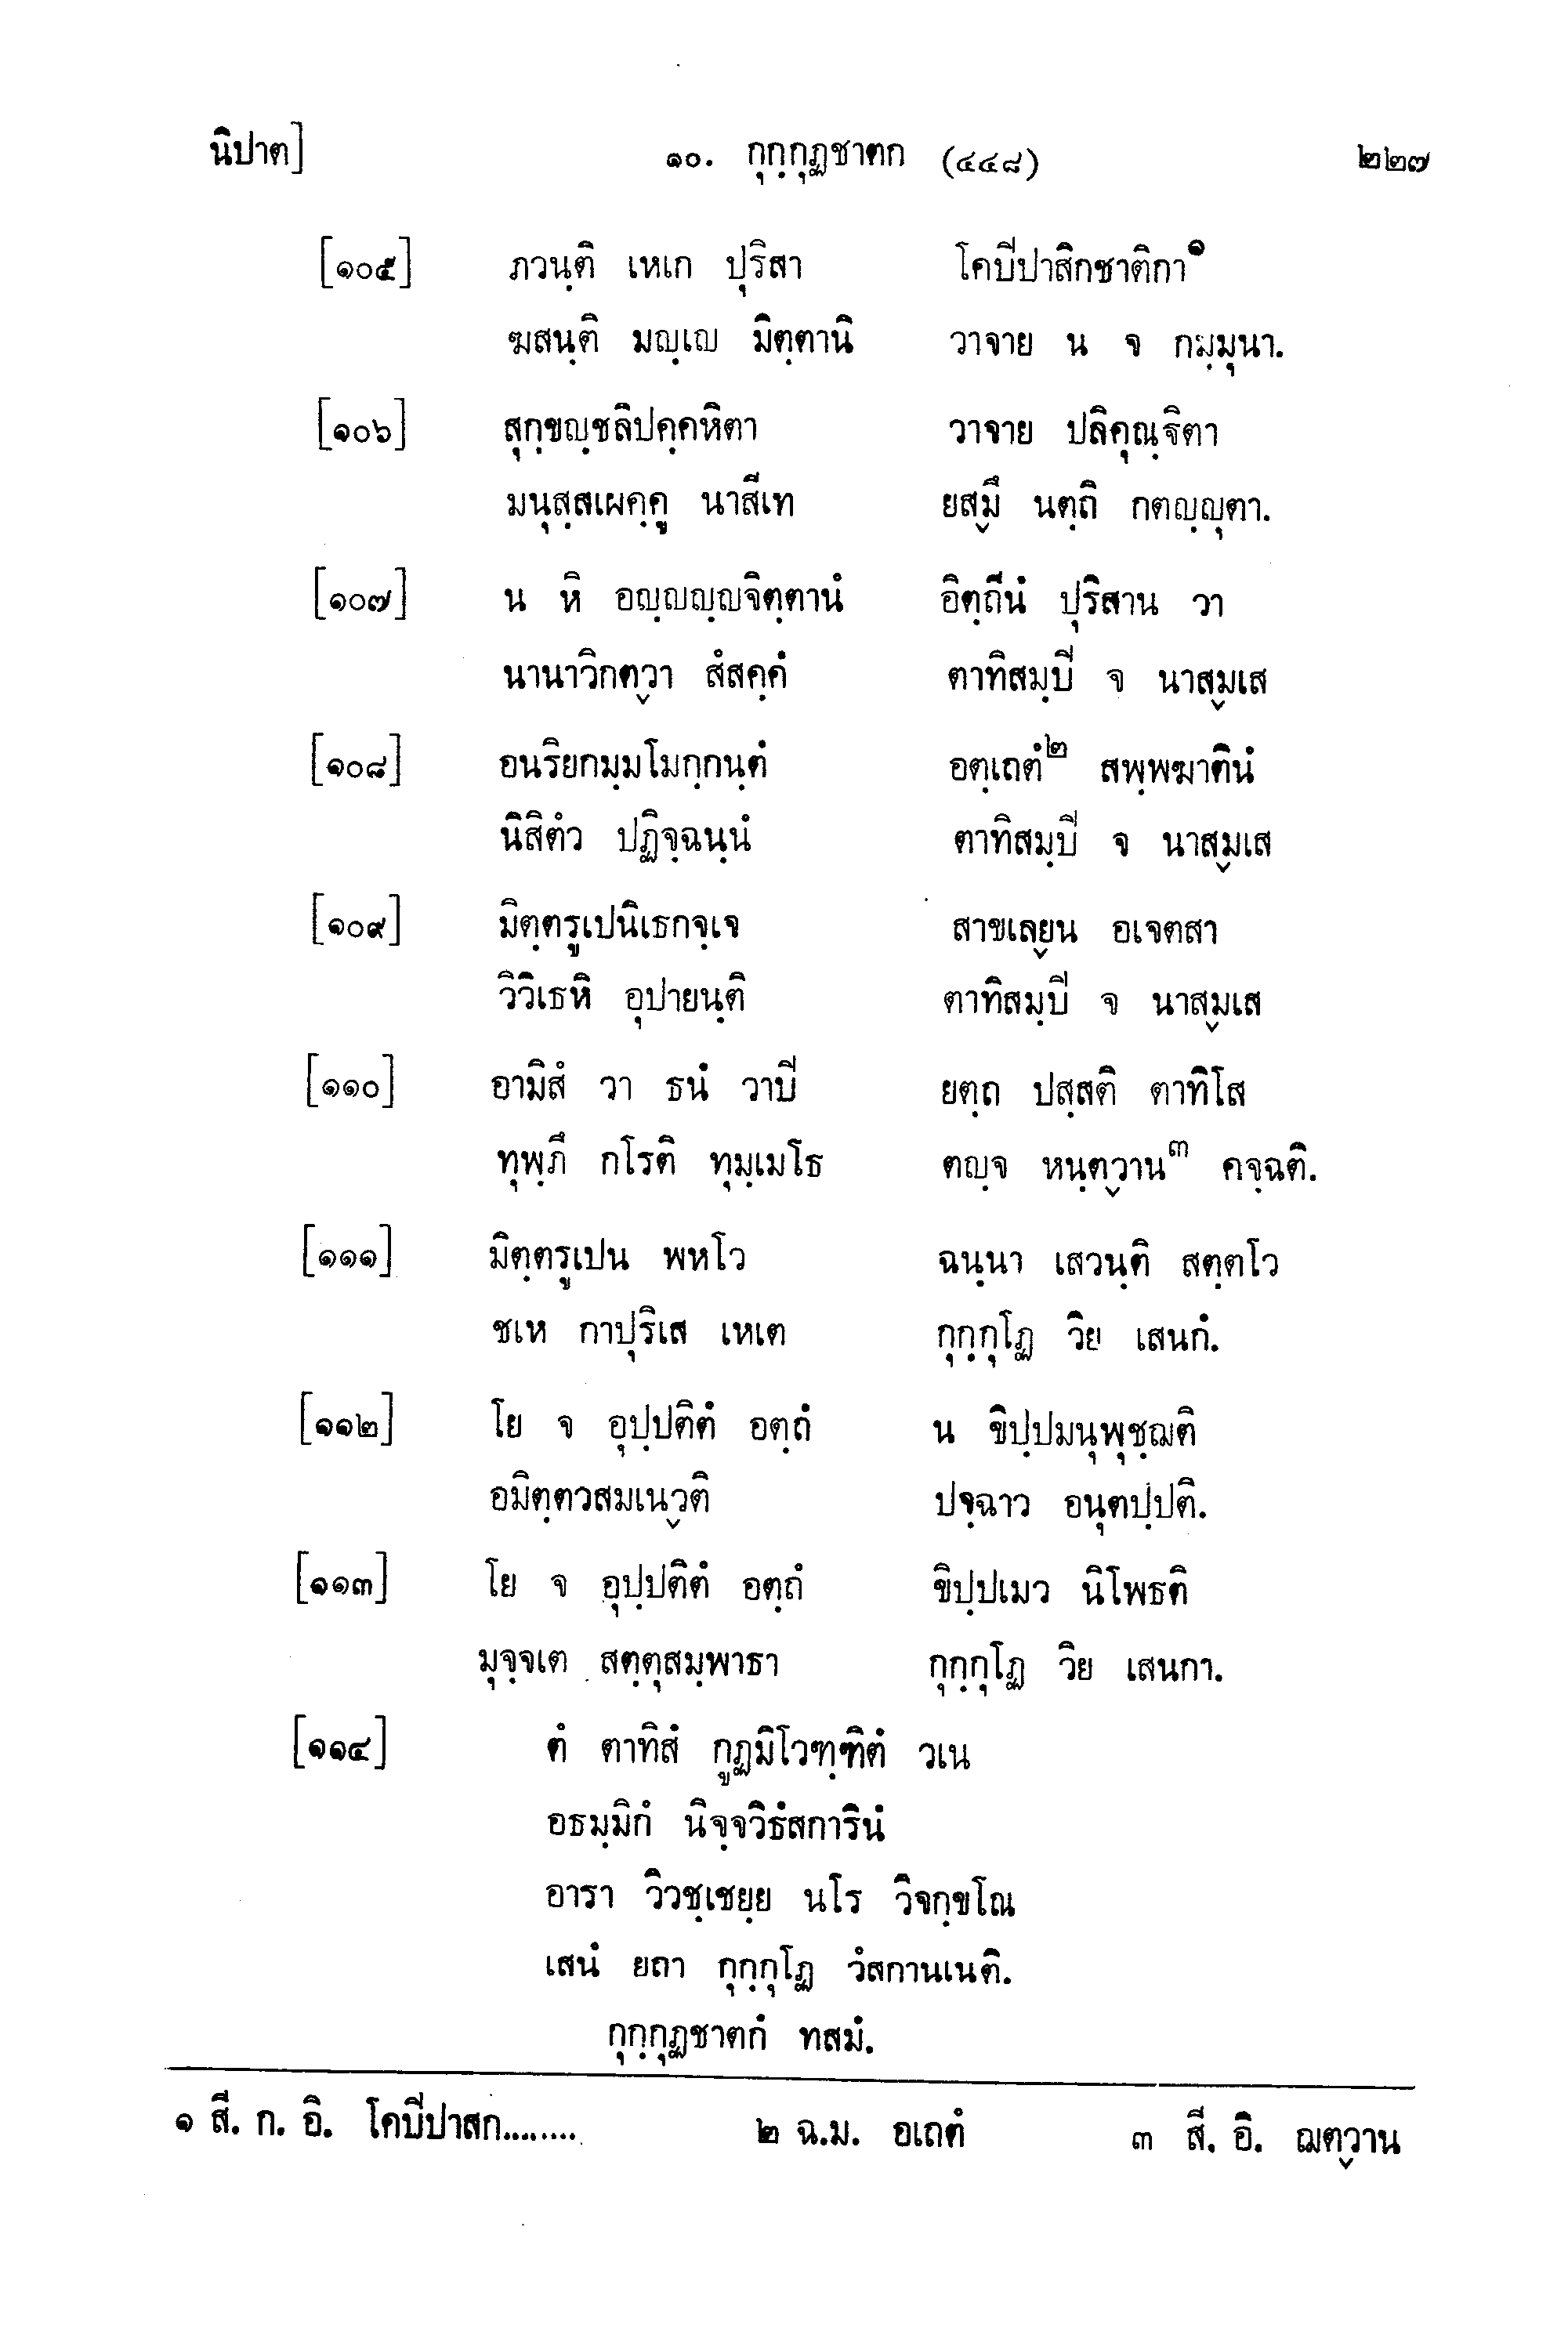 นิปาต] ๑๐. กุกฺกุฏชาตก (๔๔๘) ๒๒๗
[๑๐๕] ภวนฺติ เหเก ปุริสา โคปีปาสิกชาติกา๑
ฆสนฺติ มญฺเญ มิตฺตานิ วาจาย น จ กมฺมุนา.
[๑๐๖] สุกฺขญฺชลิปคฺคหิตา วาจาย ปลิคุณฺฐิตา
มนุสฺสเผคฺคู นาสีเท ยสฺมึ นตฺถิ กตญฺญุตา.
[๑๐๗] น หิ อญฺญญฺญจิตฺตานํ อิตฺถีนํ ปุริสาน วา
นานาวิกตฺวา สํสคฺคํ ตาทิสมฺปี จ นาสฺมเส
[๑๐๘] อนริยกมฺมโมกฺกนฺตํ อตฺเถตํ๒ สพฺพฆาตินํ
นิสิตํว ปฏิจฺฉนฺนํ ตาทิสมฺปี จ นาสฺมเส
[๑๐๙] มิตฺตรูเปนิเธกจฺเจ สาขเลฺยน อเจตสา
วิวิเธหิ อุปายนฺติ ตาทิสมฺปี จ นาสฺมเส
[๑๑๐] อามิสํ วา ธนํ วาปี ยตฺถ ปสฺสติ ตาทิโส
ทุพฺภึ กโรติ ทุมฺเมโธ ตญฺจ หนฺตฺวาน๓ คจฺฉติ.
[๑๑๑] มิตฺตรูเปน พหโว ฉนฺนา เสวนฺติ สตฺตโว
ชเห กาปุริเส เหเต กุกฺกุโฏ วิย เสนกํ.
[๑๑๒] โย จ อุปฺปติตํ อตฺถํ น ขิปฺปมนุพุชฺฌติ
อมิตฺตวสมเนฺวติ ปจฺฉาว อนุตปฺปติ.
[๑๑๓] โย จ อุปฺปติตํ อตฺถํ ขิปฺปเมว นิโพธติ
มุจฺจเต สตฺตุสมฺพาธา กุกฺกุโฏ วิย เสนกา.
[๑๑๔] ตํ ตาทิสํ กูฏมิโวฑฺฑิตํ วเน
อธมฺมิกํ นิจฺจวิธํสการินํ
อารา วิวชฺเชยฺย นโร วิจกฺขโณ
เสนํ ยถา กุกฺกุโฏ วํสกานเนติ.
กุกฺกุฏชาตกํ ทสมํ.
๑ สี. ก. อิ. โคปีปาสก........ ๒ ฉ.ม. อเถตํ ๓ สี. อิ. ฌตฺวาน